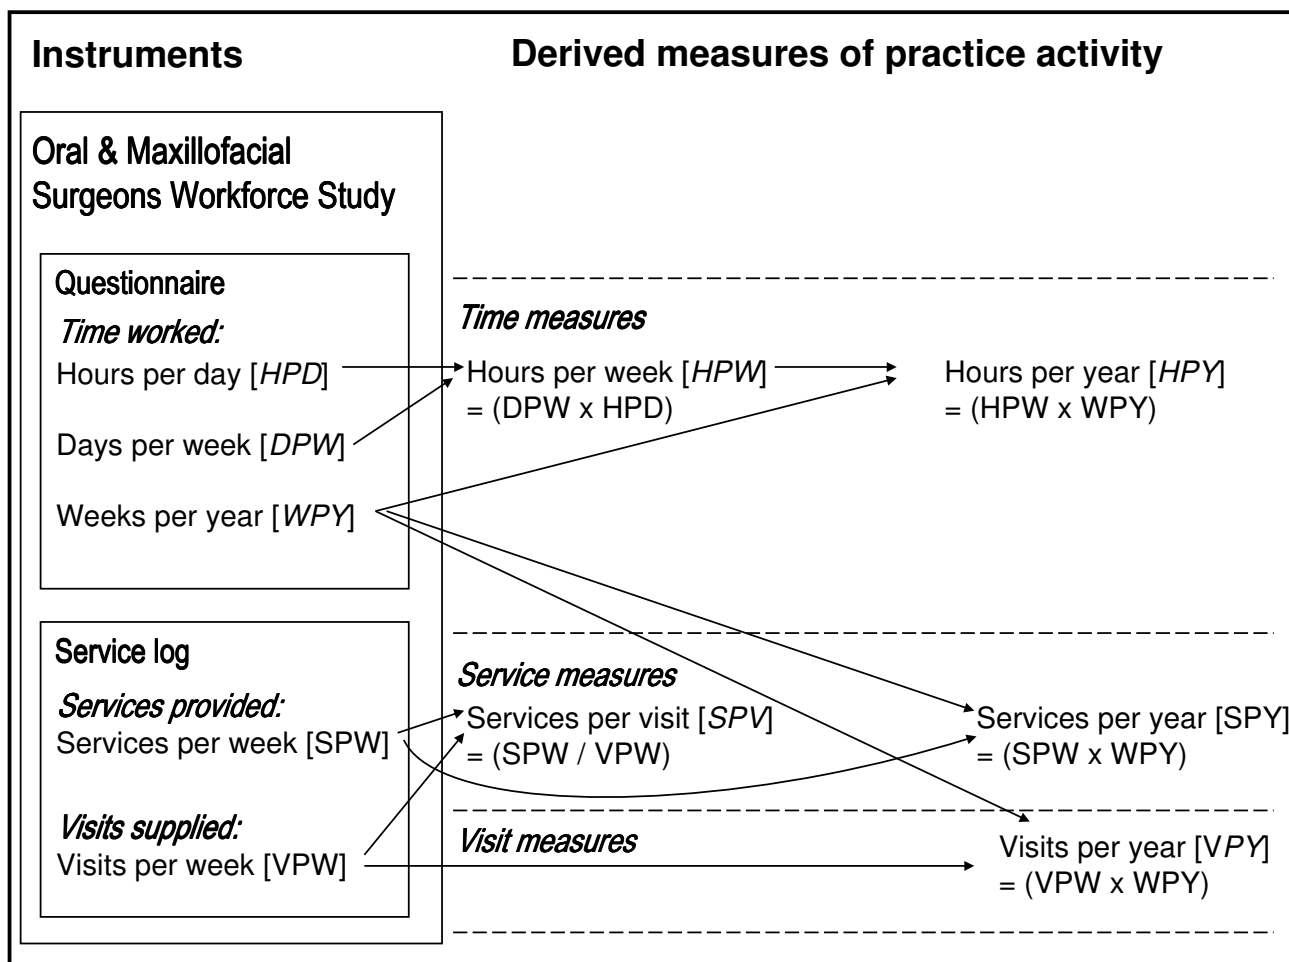 Instruments
Derived measures of practice activity
Oral & Maxillofacial
Surgeons Workforce Study
Questionnaire
Time worked:
Hours per day [HPD]
Days per week [DPW]
Weeks per year [WPY]
Time measures
Hours per week [HPW]
= (DPW x HPD)
Hours per year [HPY]
= (HPW x WPY)
Service log
Services provided:
Services per week [SPW]
Visits supplied:
Visits per week [VPW]
Service measures
Services per visit [SPV]
= (SPW / VPW)
Services per year [SPY]
= (SPW x WPY)
Visit measures
Visits per year [VPY]
= (VPW x WPY)